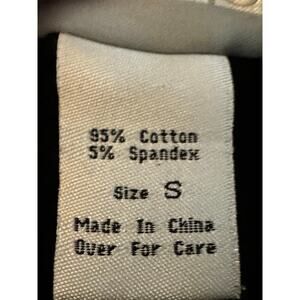 95% Cotton
5% Spandex
Size S
Made In China
Over For Care